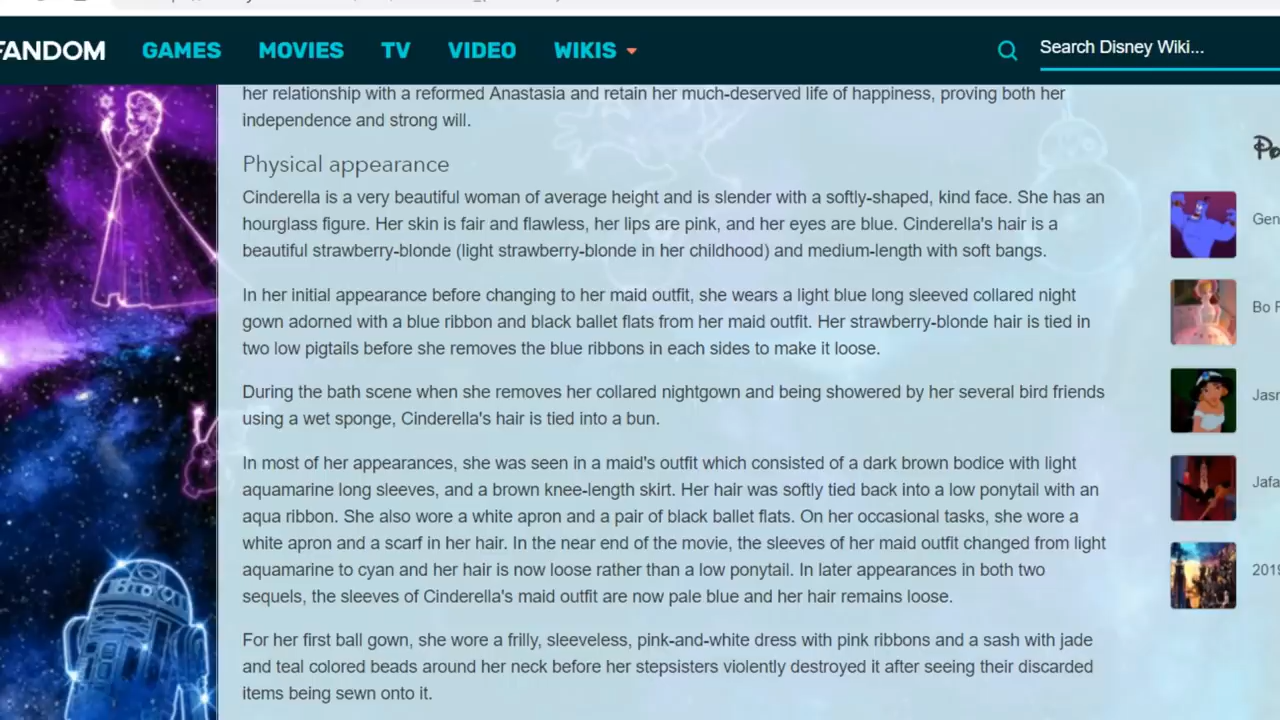 FANDOM GAMES MOVIES TV VIDEO WIKIS Search Disney Wiki...
her relationship with a reformed Anastasia and retain her much-deserved life of happiness, proving both her
independence and strong will.
Physical appearance
Cinderella is a very beautiful woman of average height and is slender with a softly-shaped, kind face. She has an
hourglass figure. Her skin is fair and flawless, her lips are pink, and her eyes are blue. Cinderella's hair is a
beautiful strawberry-blonde (light strawberry-blonde in her childhood) and medium-length with soft bangs.
In her initial appearance before changing to her maid outfit, she wears a light blue long sleeved collared night
gown adorned with a blue ribbon and black ballet flats from her maid outfit. Her strawberry-blonde hair is tied in
two low pigtails before she removes the blue ribbons in each sides to make it loose.
During the bath scene when she removes her collared nightgown and being showered by her several bird friends
using a wet sponge, Cinderella's hair is tied into a bun.
In most of her appearances, she was seen in a maid's outfit which consisted of a dark brown bodice with light
aquamarine long sleeves, and a brown knee-length skirt. Her hair was softly tied back into a low ponytail with an
aqua ribbon. She also wore a white apron and a pair of black ballet flats. On her occasional tasks, she wore a
white apron and a scarf in her hair. In the near end of the movie, the sleeves of her maid outfit changed from light
aquamarine to cyan and her hair is now loose rather than a low ponytail. In later appearances in both two
sequels, the sleeves of Cinderella's maid outfit are now pale blue and her hair remains loose.
For her first ball gown, she wore a frilly, sleeveless, pink-and-white dress with pink ribbons and a sash with jade
and teal colored beads around her neck before her stepsisters violently destroyed it after seeing their discarded
items being sewn onto it.
Po
Gen
Bo
Jasr
Jafa
2019